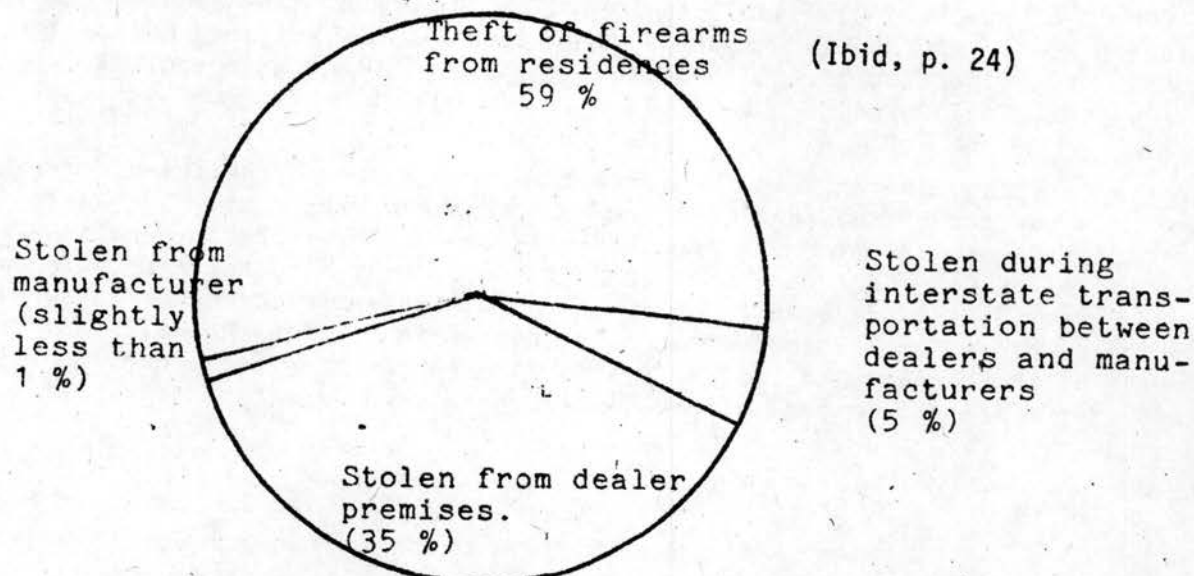 Theft of firearms
from residences
59 %
(Ibid, p. 24)
Stolen from
manufacturer
(slightly
less than
1 %)
Stolen during
interstate trans-
portation between
dealers and manu-
facturers
(5 %)
Stolen from dealer
premises.
(35 %)